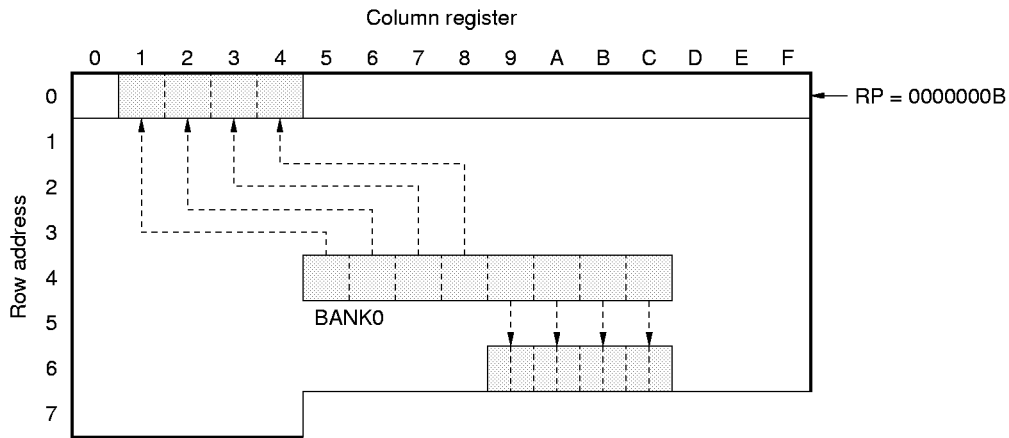 Column register
0 1 2 3 4 5 6 7 8 9 A B C D E F
0
RP = 0000000B
1
2
3
4
BANK0
5
6
7
Row address